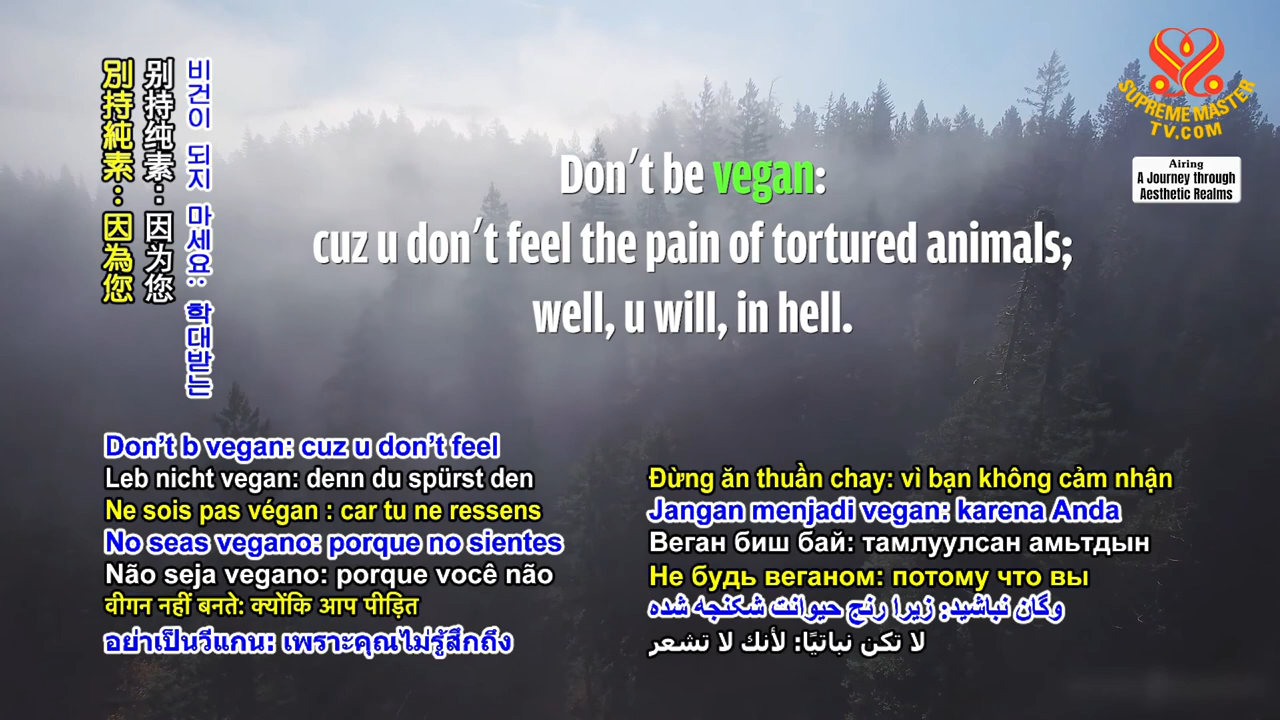 别持纯素：因为您
別持純素：因為您
비건이 되지 마세요: 학대받는
SUPREME MASTER
TV.COM
Airing
A Journey through
Aesthetic Realms
Don't be vegan:
cuz u don't feel the pain of tortured animals;
well, u will, in hell.
Don't b vegan: cuz u don't feel
Leb nicht vegan: denn du spürst den
Ne sois pas végan : car tu ne ressens
No seas vegano: porque no sientes
Não seja vegano: porque você não
वीगन नहीं बनते: क्योंकि आप पीड़ित
อย่าเป็นวีแกน: เพราะคุณไม่รู้สึกถึง
Đừng ăn thuần chay: vì bạn không cảm nhận
Jangan menjadi vegan: karena Anda
Веган биш бай: тамлуулсан амьтдын
Не будь веганом: потому что вы
وگان نباشید: زیرا رنج حیوانت شکنجه شده
لا تكن نباتيًا: لأنك لا تشعر